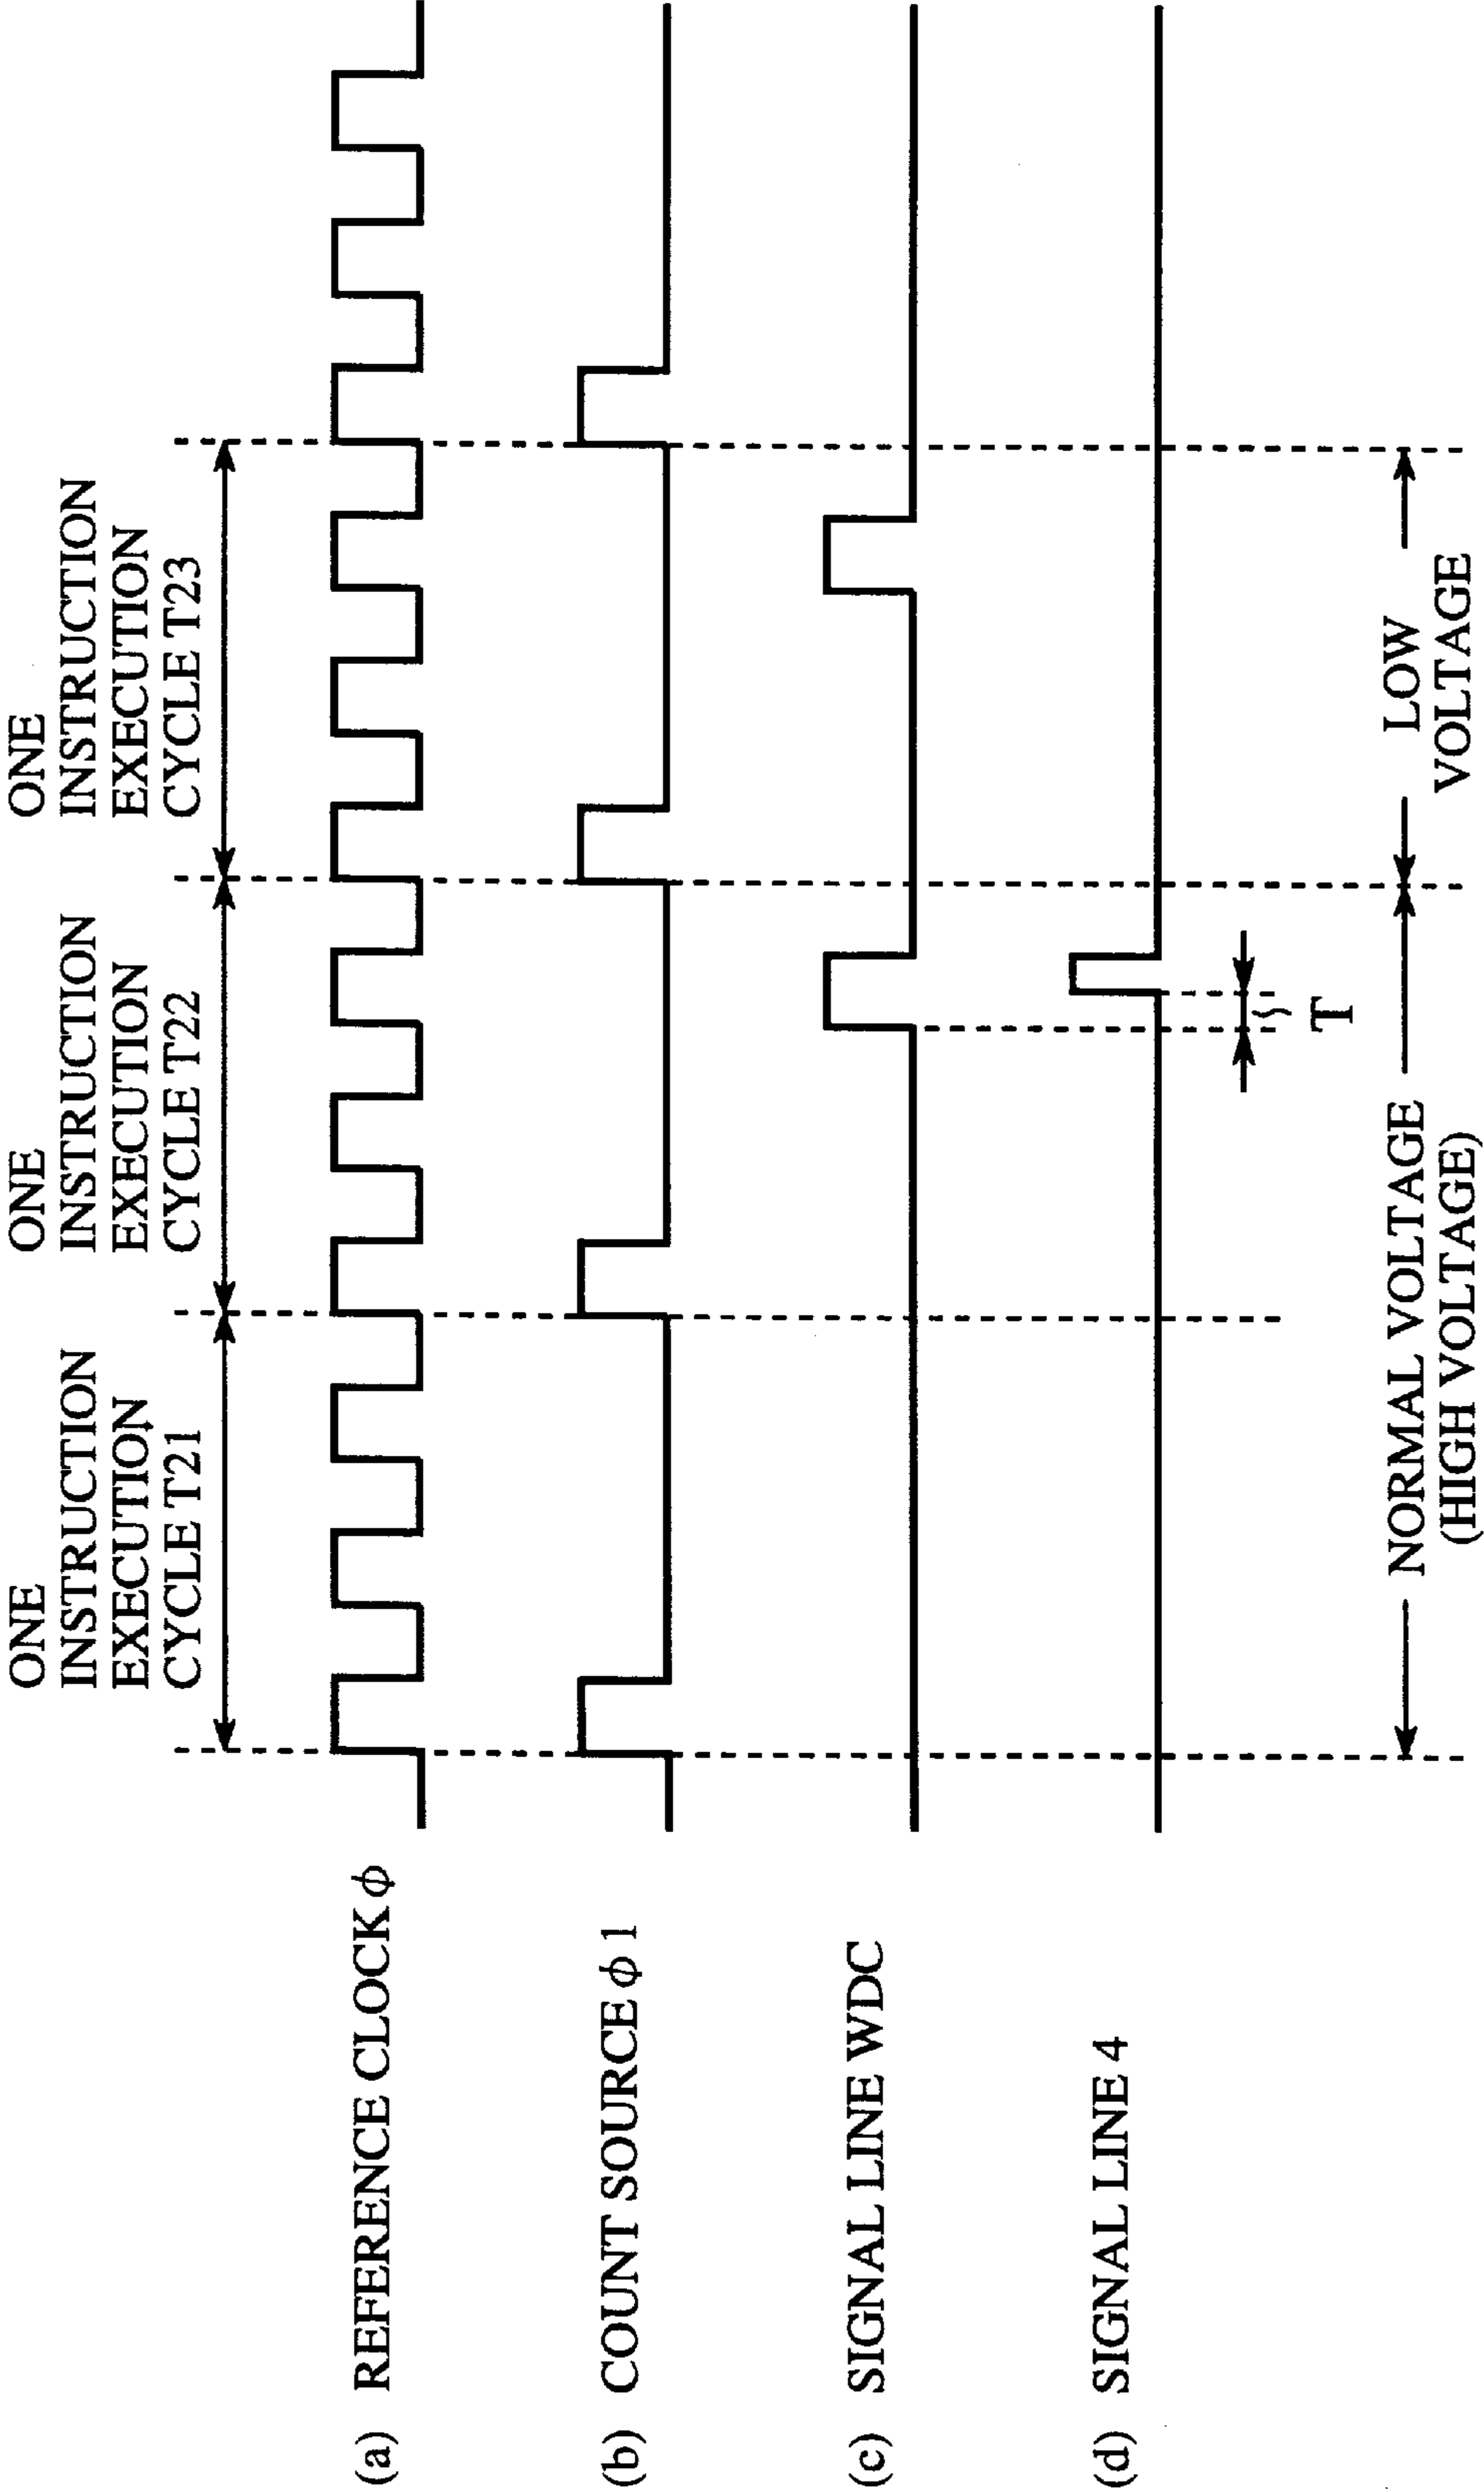 ONE
INSTRUCTION
EXECUTION
CYCLE T21
ONE
INSTRUCTION
EXECUTION
CYCLE T22
ONE
INSTRUCTION
EXECUTION
CYCLE T23
(a) REFERENCE CLOCK ϕ
(b) COUNT SOURCE ϕ 1
(c) SIGNAL LINE WDC
(d) SIGNAL LINE 4
T
NORMAL VOLTAGE
(HIGH VOLTAGE)
LOW
VOLTAGE